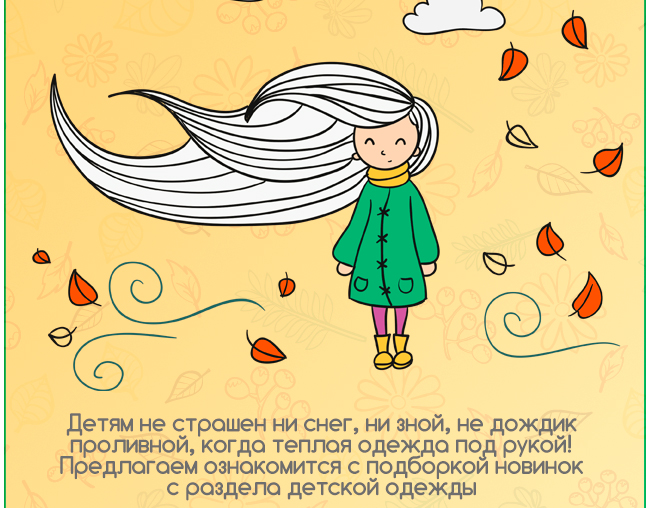 Детям не страшен ни снег, ни зной, не дождик
проливной, когда теплая одежда под рукой!
Предлагаем ознакомится с подборкой новинок
с раздела детской одежды